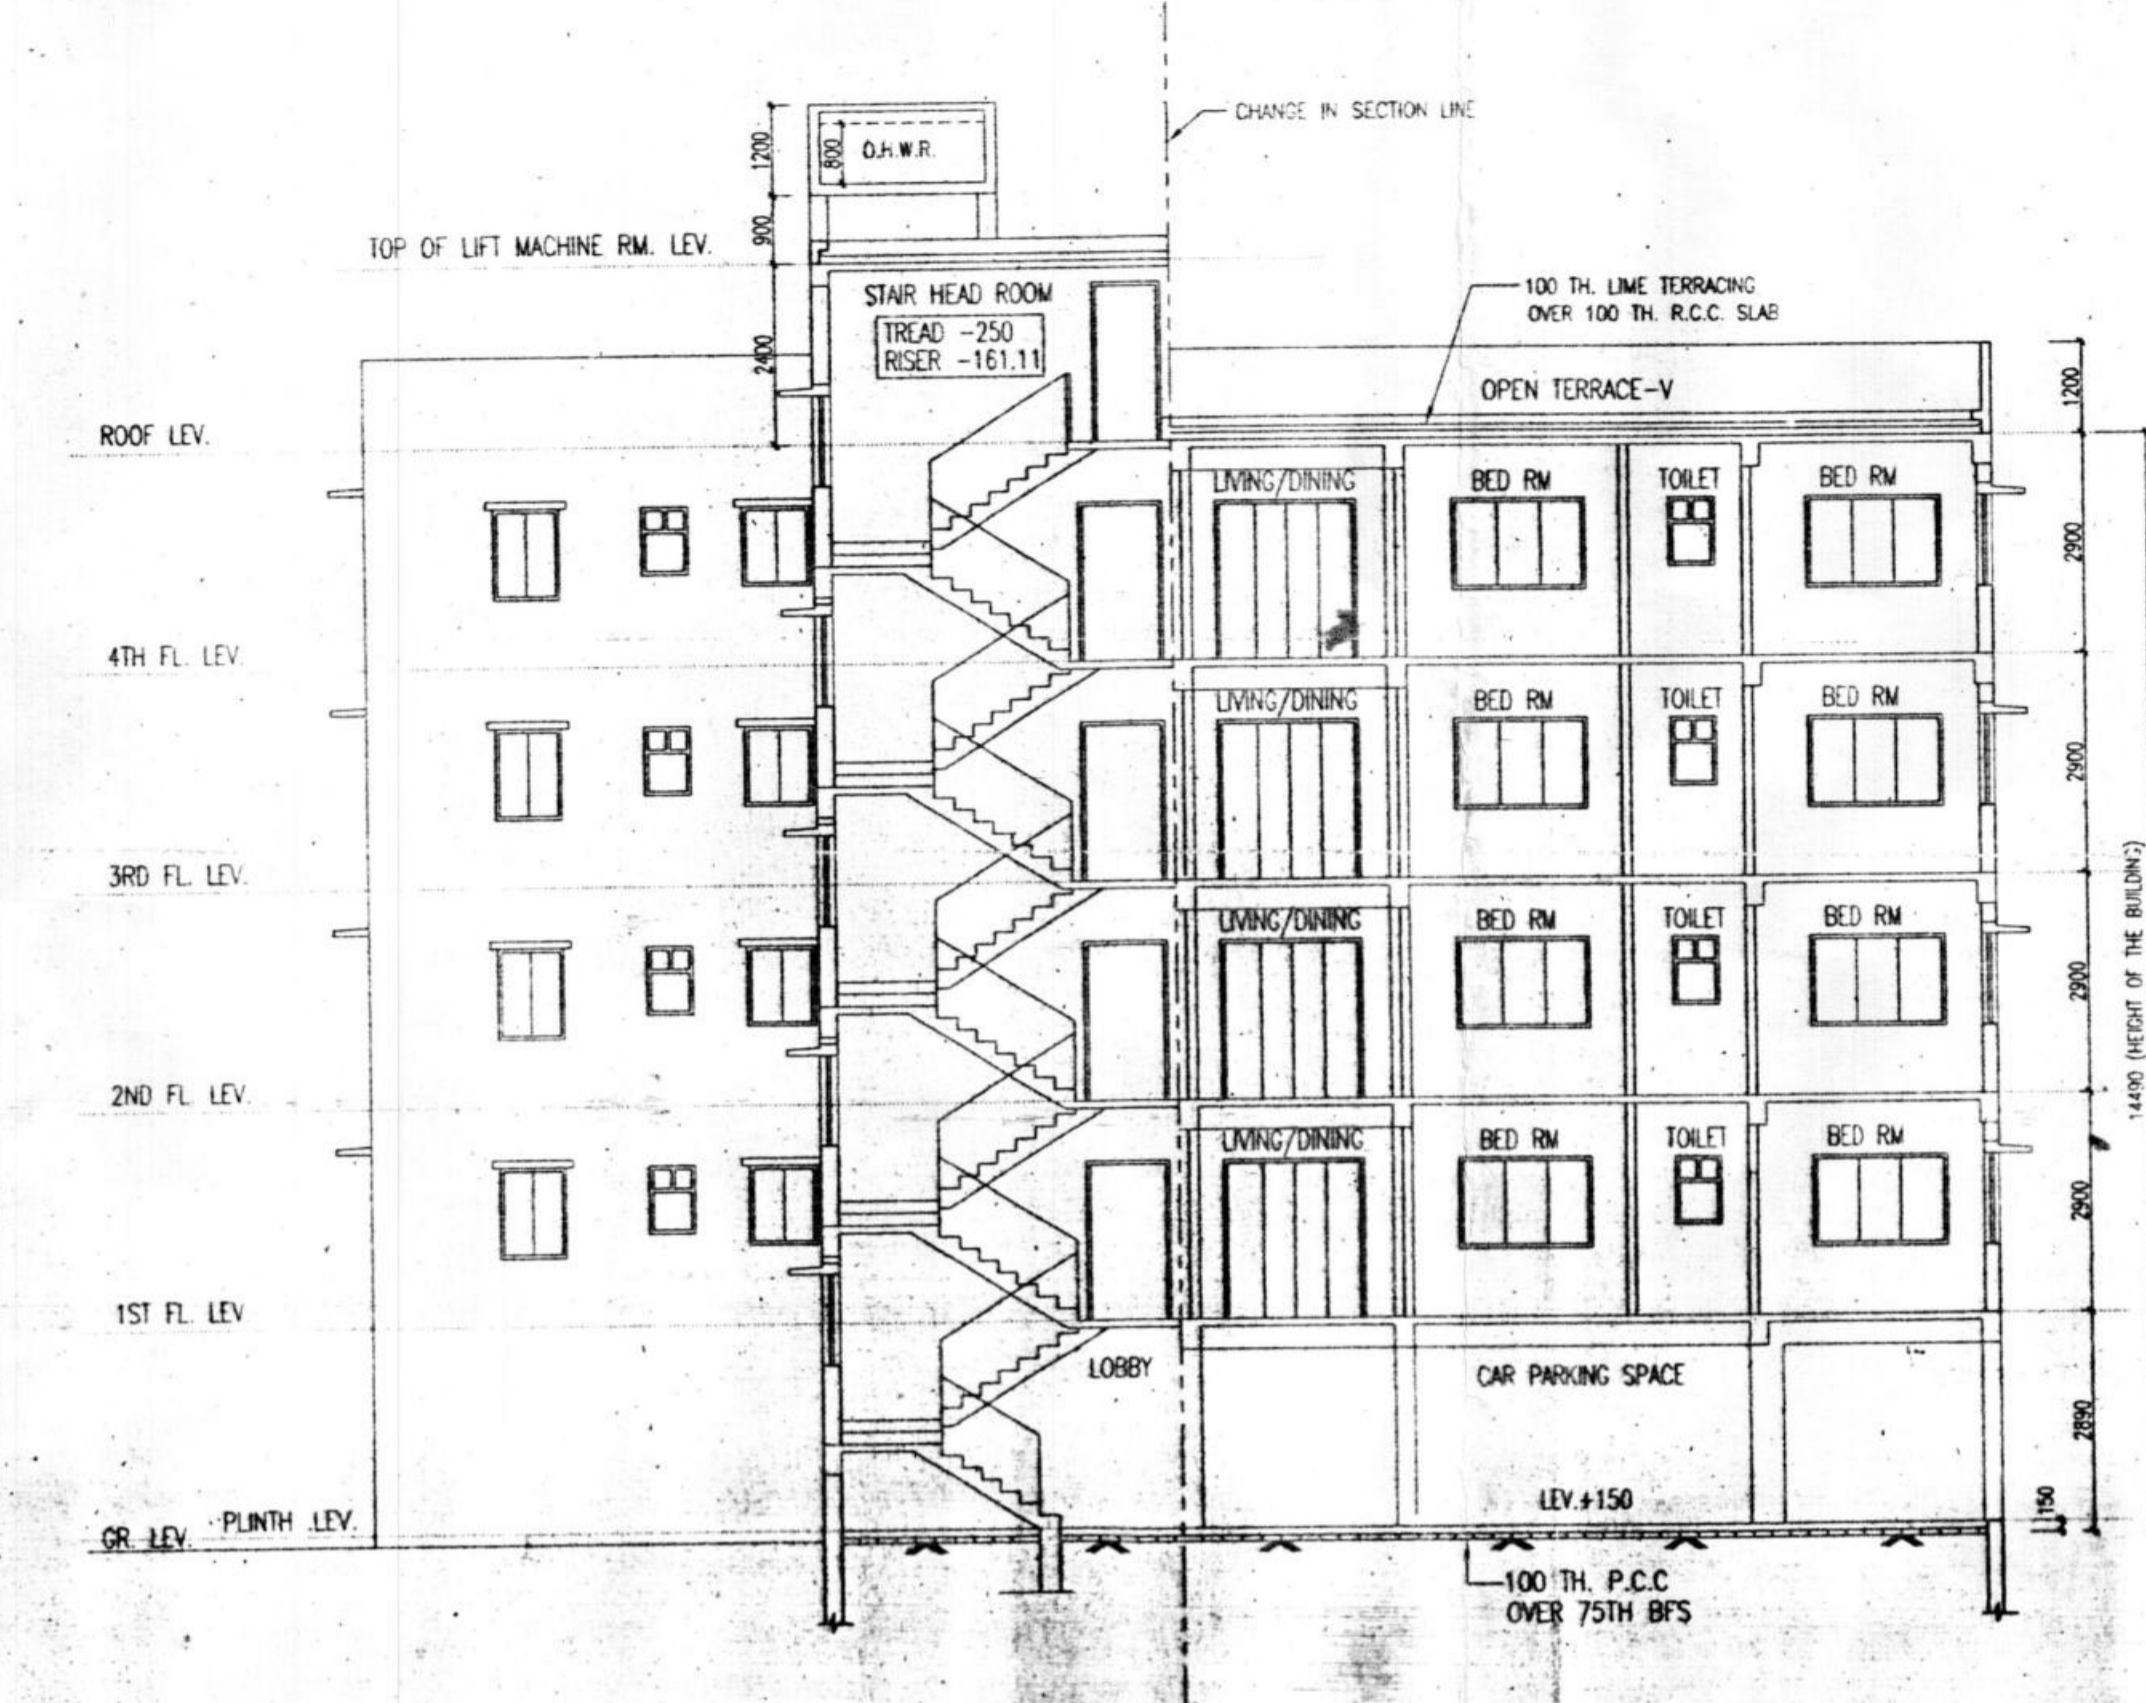 CHANGE IN SECTION LINE
1200
800
O.H.W.R.
900
TOP OF LIFT MACHINE RM. LEV.
STAIR HEAD ROOM
TREAD -250
RISER -161.11
2400
100 TH. LIME TERRACING
OVER 100 TH. R.C.C. SLAB
OPEN TERRACE-V
1200
ROOF LEV.
LIVING/DINING
BED RM
TOILET
BED RM
2900
4TH FL. LEV.
LIVING/DINING
BED RM
TOILET
BED RM
2900
3RD FL. LEV.
LIVING/DINING
BED RM
TOILET
BED RM
2900
14490 (HEIGHT OF THE BUILDING)
2ND FL. LEV.
LIVING/DINING
BED RM
TOILET
BED RM
2900
1ST FL. LEV
LOBBY
CAR PARKING SPACE
2890
LEV.+150
150
GR. LEV.
PLINTH LEV.
100 TH. P.C.C
OVER 75TH BFS